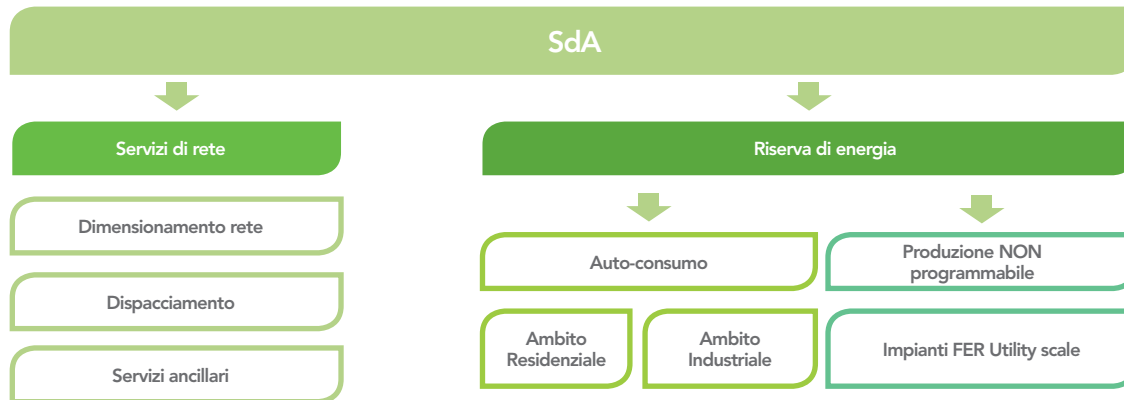 SdA
Servizi di rete
Dimensionamento rete
Dispacciamento
Servizi ancillari
Riserva di energia
Auto-consumo
Ambito
Residenziale
Ambito
Industriale
Produzione NON
programmabile
Impianti FER Utility scale